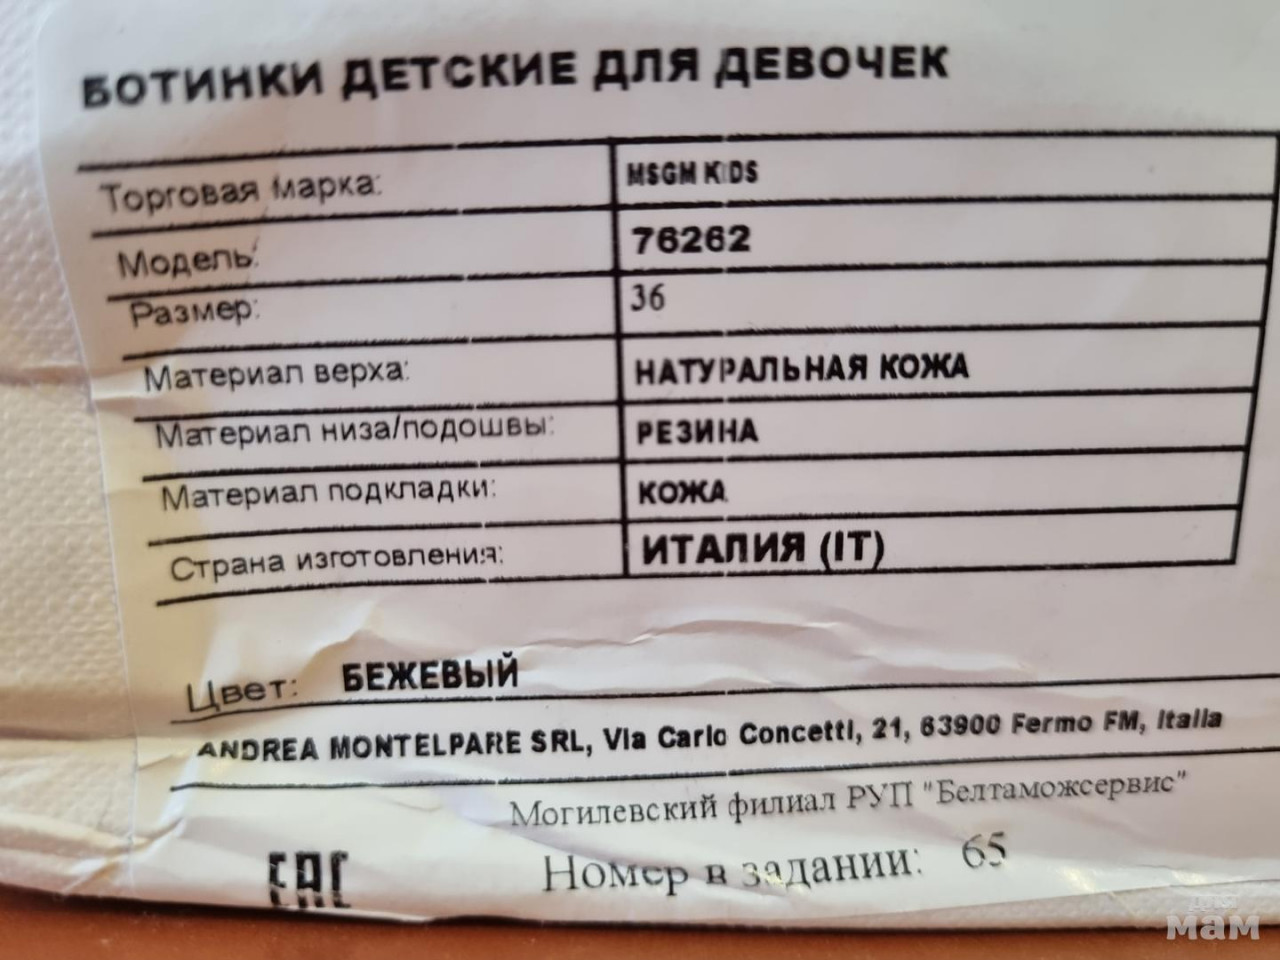 БОТИНКИ ДЕТСКИЕ ДЛЯ ДЕВОЧЕК
Торговая марка: MSGM KIDS
Модель: 76262
Размер: 36
Материал верха: НАТУРАЛЬНАЯ КОЖА
Материал низа/подошвы: РЕЗИНА
Материал подкладки: КОЖА
Страна изготовления: ИТАЛИЯ (IT)
Цвет: БЕЖЕВЫЙ
ANDREA MONTELPARE SRL, Via Carlo Concetti, 21, 63900 Fermo FM, Italia
Могилевский филиал РУП "Белтаможсервис"
EAC
Номер в задании: 65
для
мам